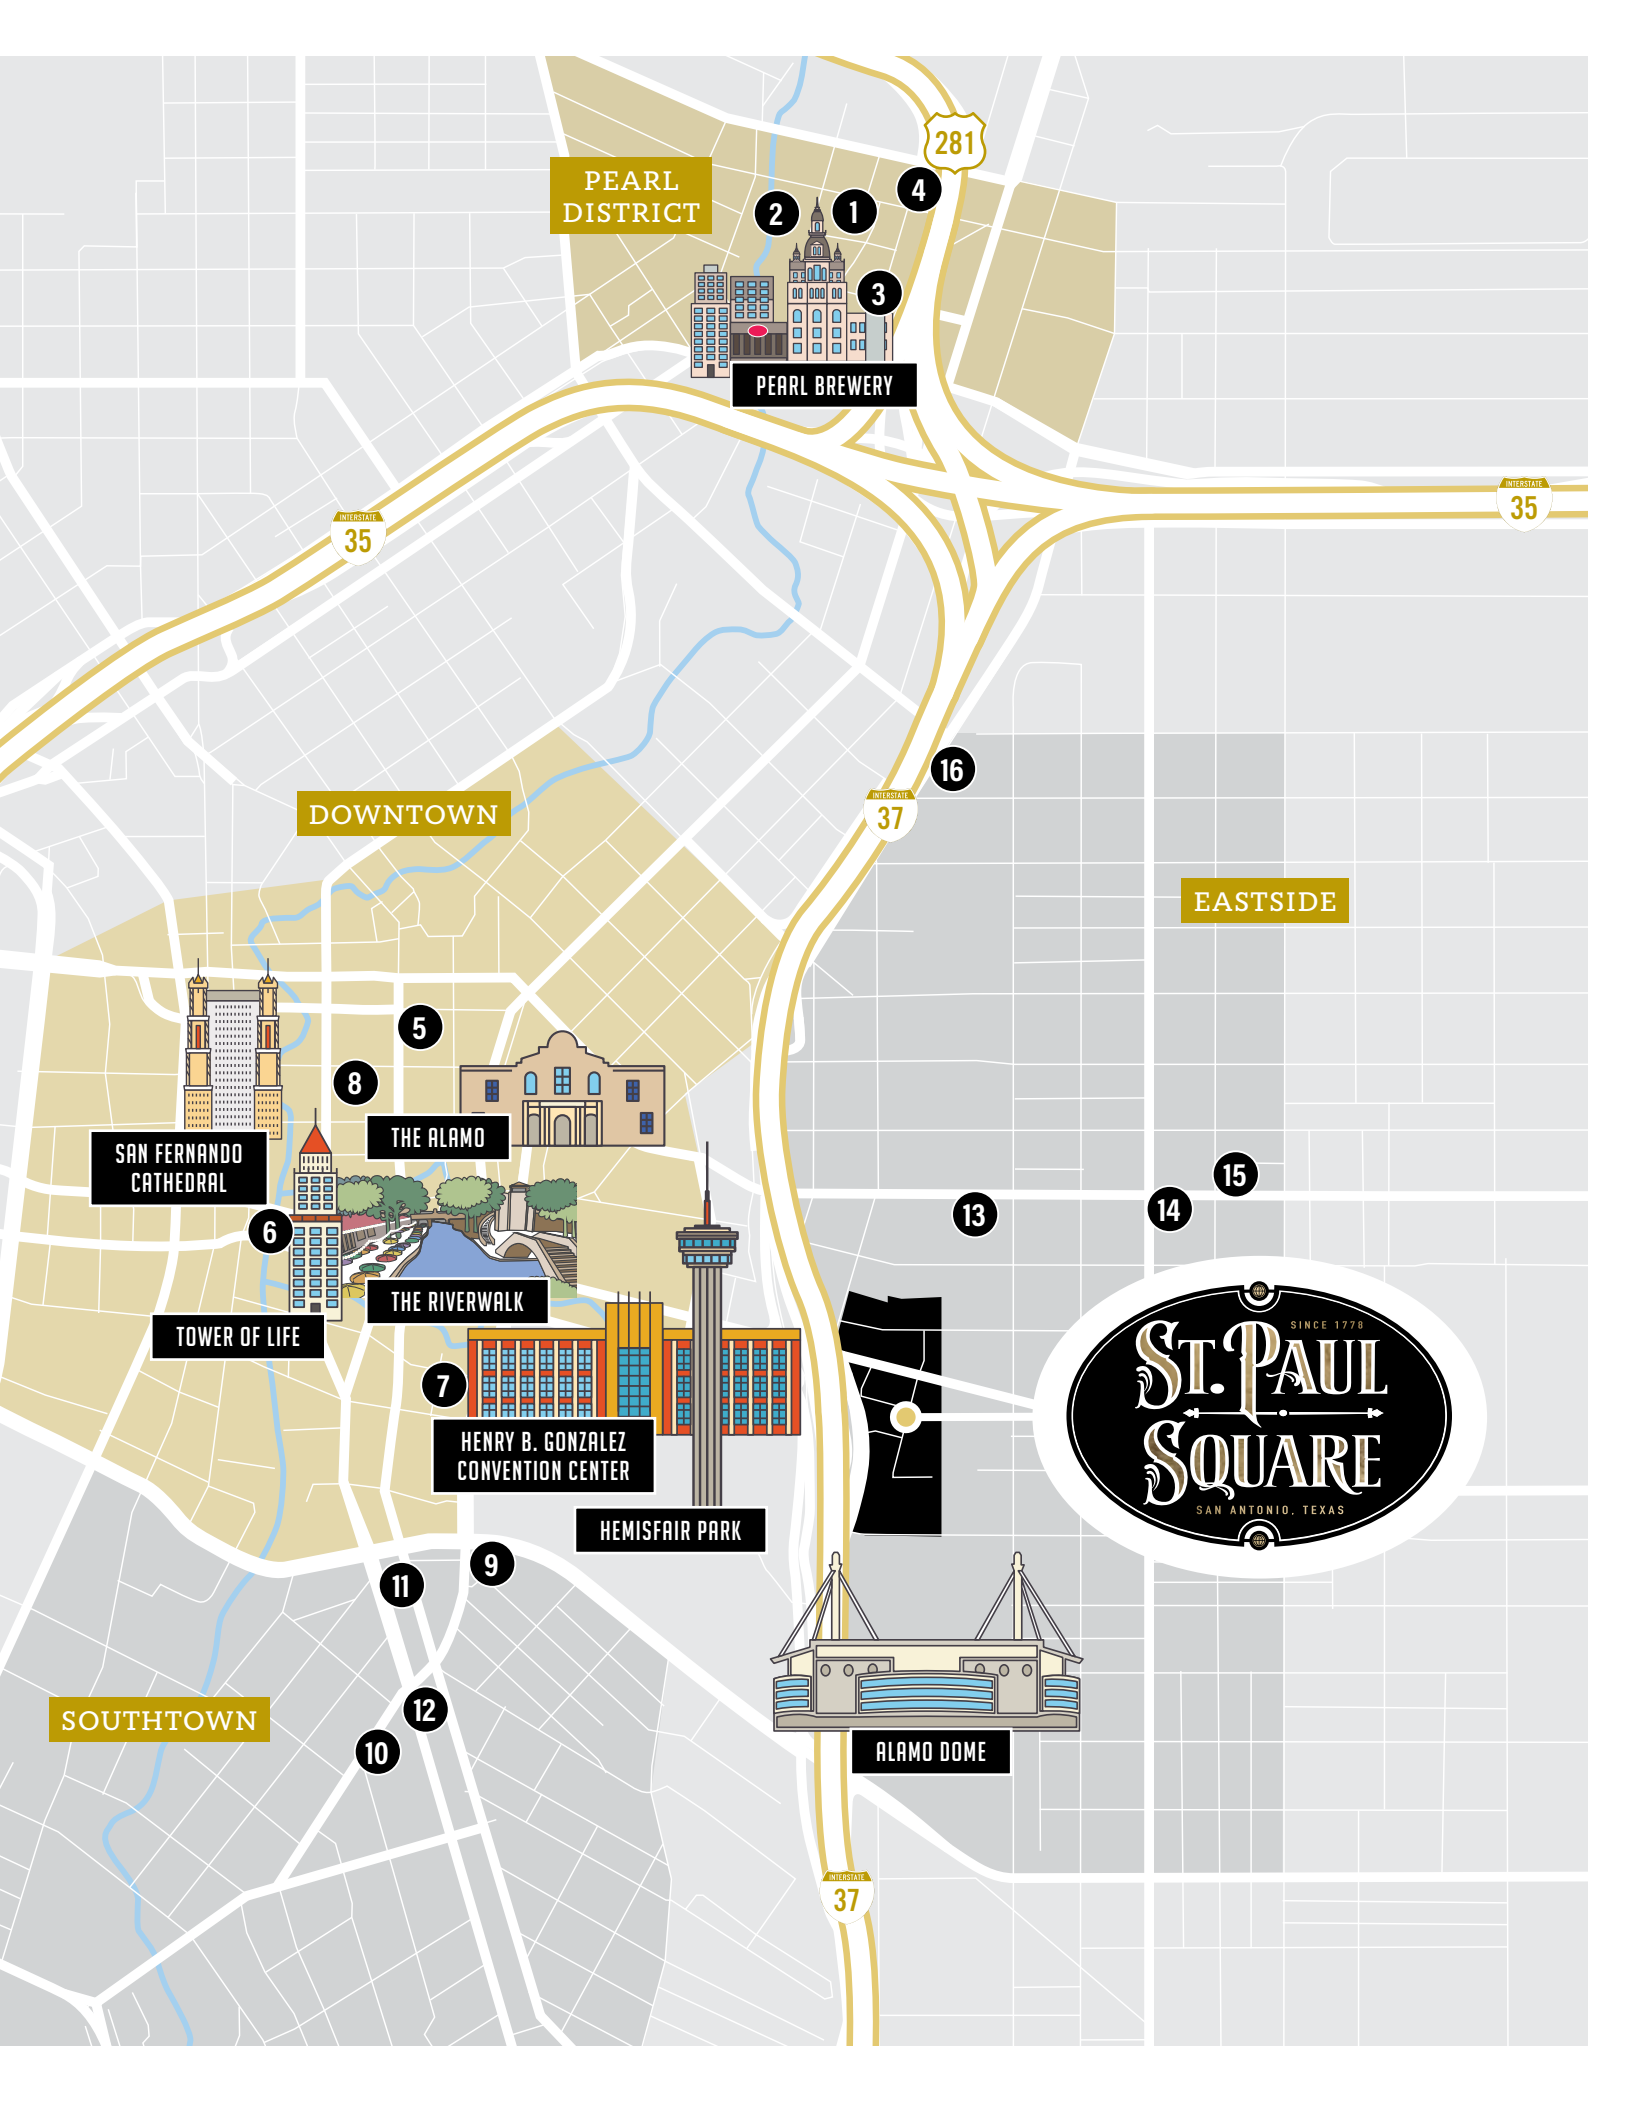 281
PEARL
DISTRICT
4
2
1
3
PEARL BREWERY
INTERSTATE
35
INTERSTATE
35
16
INTERSTATE
37
DOWNTOWN
EASTSIDE
5
8
THE ALAMO
SAN FERNANDO
CATHEDRAL
15
14
13
6
THE RIVERWALK
TOWER OF LIFE
SINCE 1778
ST. PAUL
SQUARE
SAN ANTONIO, TEXAS
7
HENRY B. GONZALEZ
CONVENTION CENTER
HEMISFAIR PARK
9
11
SOUTHTOWN
12
10
ALAMO DOME
INTERSTATE
37